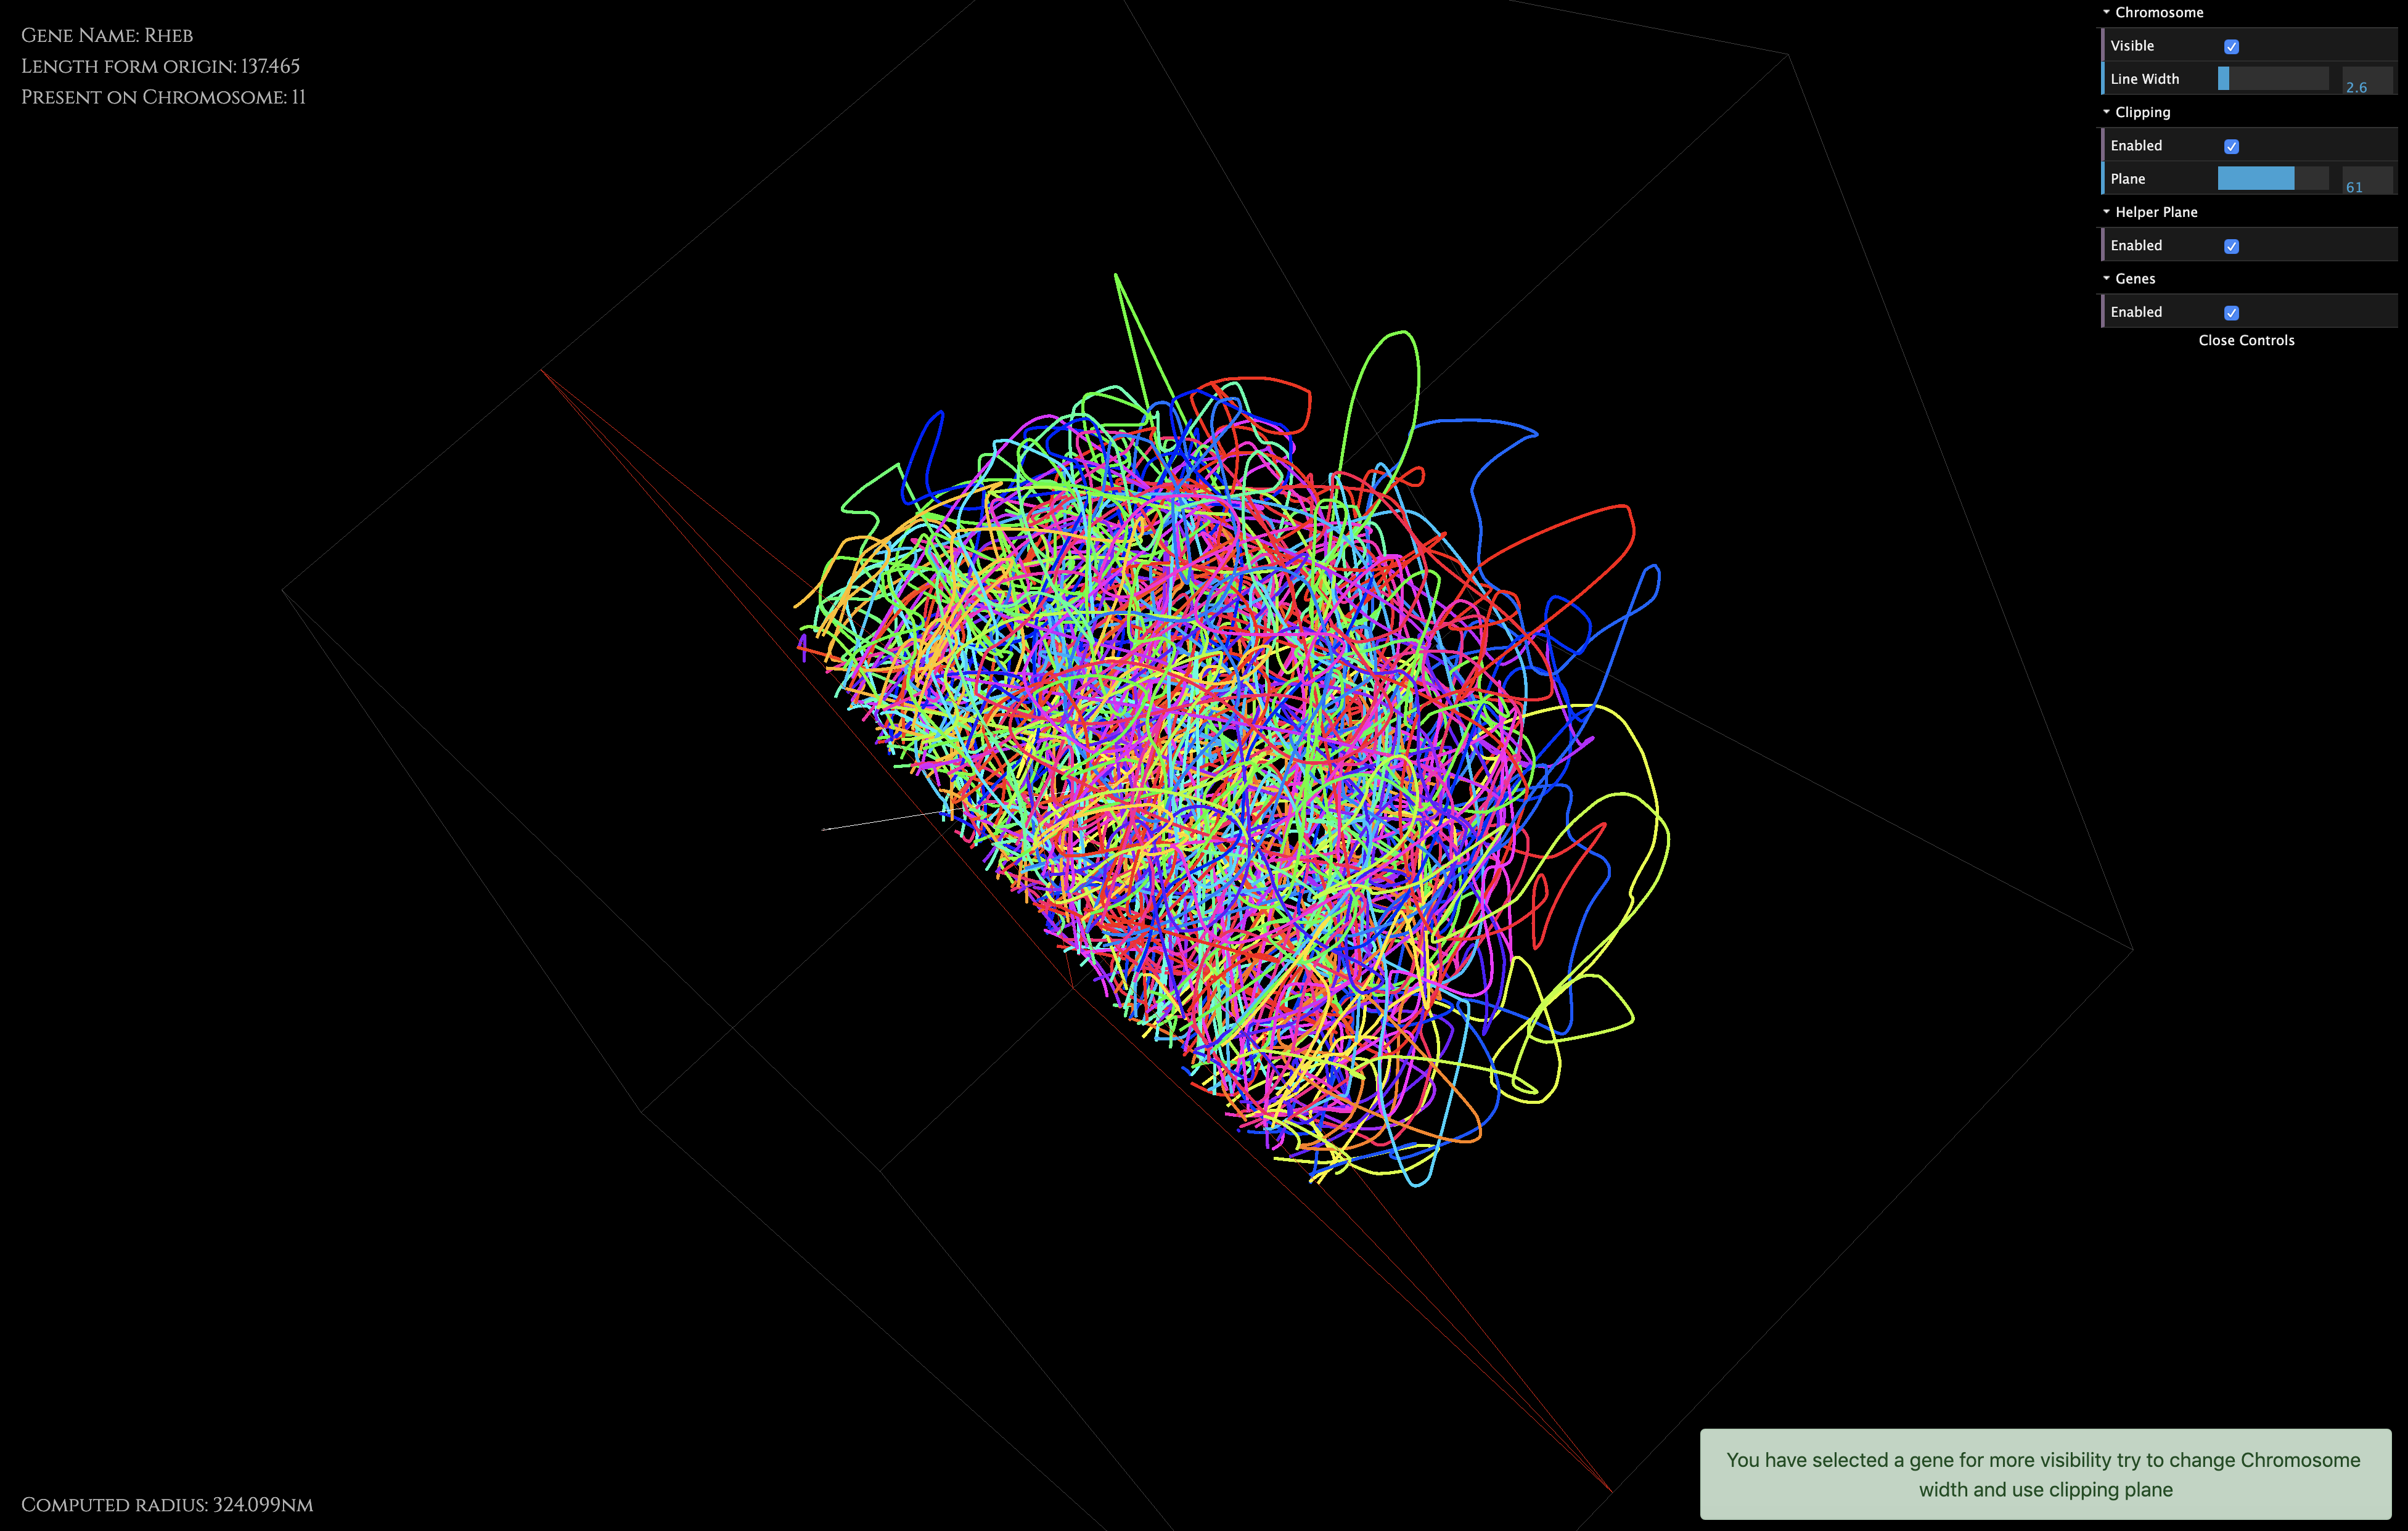 Gene Name: Rheb
Length form origin: 137.465
Present on Chromosome: 11
Chromosome
Visible
Line Width 2.6
Clipping
Enabled
Plane 61
Helper Plane
Enabled
Genes
Enabled
Close Controls
You have selected a gene for more visibility try to change Chromosome
width and use clipping plane
Computed radius: 324.099nm